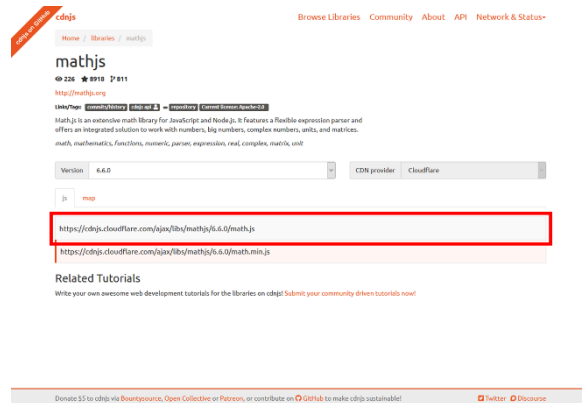 cdnjs on GitHub
cdnjs
Browse Libraries Community About API Network & Status
Home / libraries / mathjs
mathjs
226 8918 811
http://mathjs.org
Links/Tags: commits/history cdnjs api repository Current license: Apache-2.0
Math.js is an extensive math library for JavaScript and Node.js. It features a flexible expression parser and
offers an integrated solution to work with numbers, big numbers, complex numbers, units, and matrices.
math, mathematics, functions, numeric, parser, expression, real, complex, matrix, unit
Version 6.6.0 CDN provider Cloudflare
js map
https://cdnjs.cloudflare.com/ajax/libs/mathjs/6.6.0/math.js
https://cdnjs.cloudflare.com/ajax/libs/mathjs/6.6.0/math.min.js
Related Tutorials
Write your own awesome web development tutorials for the libraries on cdnjs! Submit your community driven tutorials now!
Donate $5 to cdnjs via Bountysource, Open Collective or Patreon, or contribute on GitHub to make cdnjs sustainable! Twitter Discourse